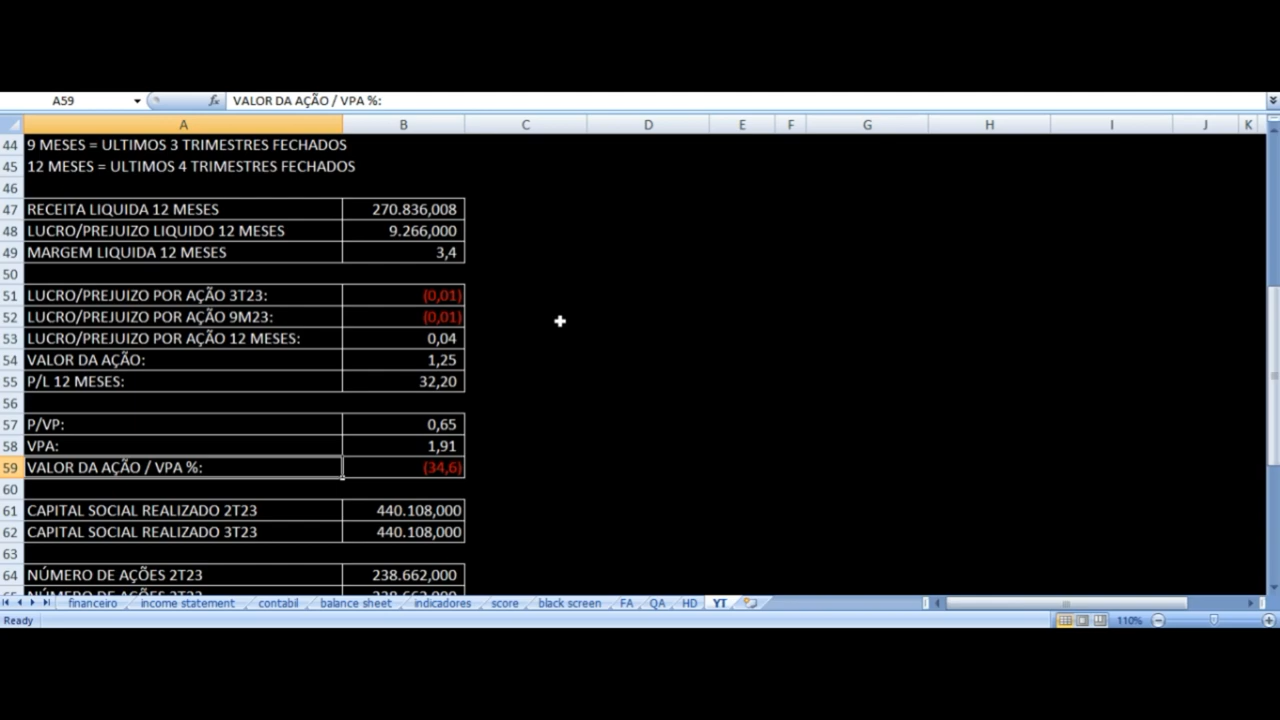 A59 fx VALOR DA AÇÃO / VPA %:
A B C D E F G H I J K
44 9 MESES = ULTIMOS 3 TRIMESTRES FECHADOS
45 12 MESES = ULTIMOS 4 TRIMESTRES FECHADOS
46
47 RECEITA LIQUIDA 12 MESES 270.836,008
48 LUCRO/PREJUIZO LIQUIDO 12 MESES 9.266,000
49 MARGEM LIQUIDA 12 MESES 3,4
50
51 LUCRO/PREJUIZO POR AÇÃO 3T23: (0,01)
52 LUCRO/PREJUIZO POR AÇÃO 9M23: (0,01)
53 LUCRO/PREJUIZO POR AÇÃO 12 MESES: 0,04
54 VALOR DA AÇÃO: 1,25
55 P/L 12 MESES: 32,20
56
57 P/VP: 0,65
58 VPA: 1,91
59 VALOR DA AÇÃO / VPA %: (34,6)
60
61 CAPITAL SOCIAL REALIZADO 2T23 440.108,000
62 CAPITAL SOCIAL REALIZADO 3T23 440.108,000
63
64 NÚMERO DE AÇÕES 2T23 238.662,000
financeiro income statement contabil balance sheet indicadores score black screen FA QA HD YT
Ready 110%